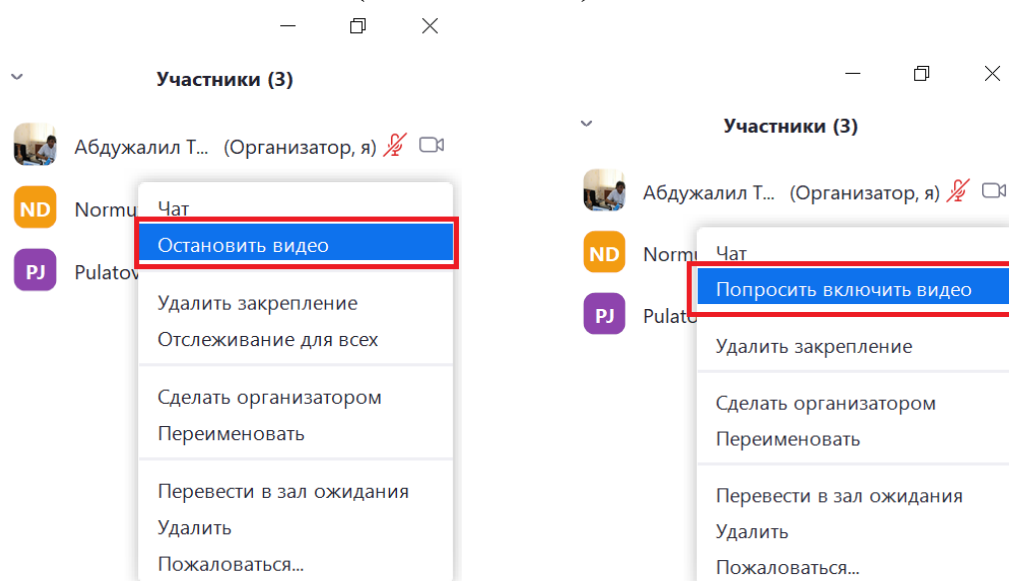 Участники (3)
Абдужалил Т... (Организатор, я)
ND Normu
Чат
Остановить видео
PJ Pulatov
Удалить закрепление
Отслеживание для всех
Сделать организатором
Переименовать
Перевести в зал ожидания
Удалить
Пожаловаться...
Участники (3)
Абдужалил Т... (Организатор, я)
ND Normu
Чат
Попросить включить видео
PJ Pulato
Удалить закрепление
Сделать организатором
Переименовать
Перевести в зал ожидания
Удалить
Пожаловаться...